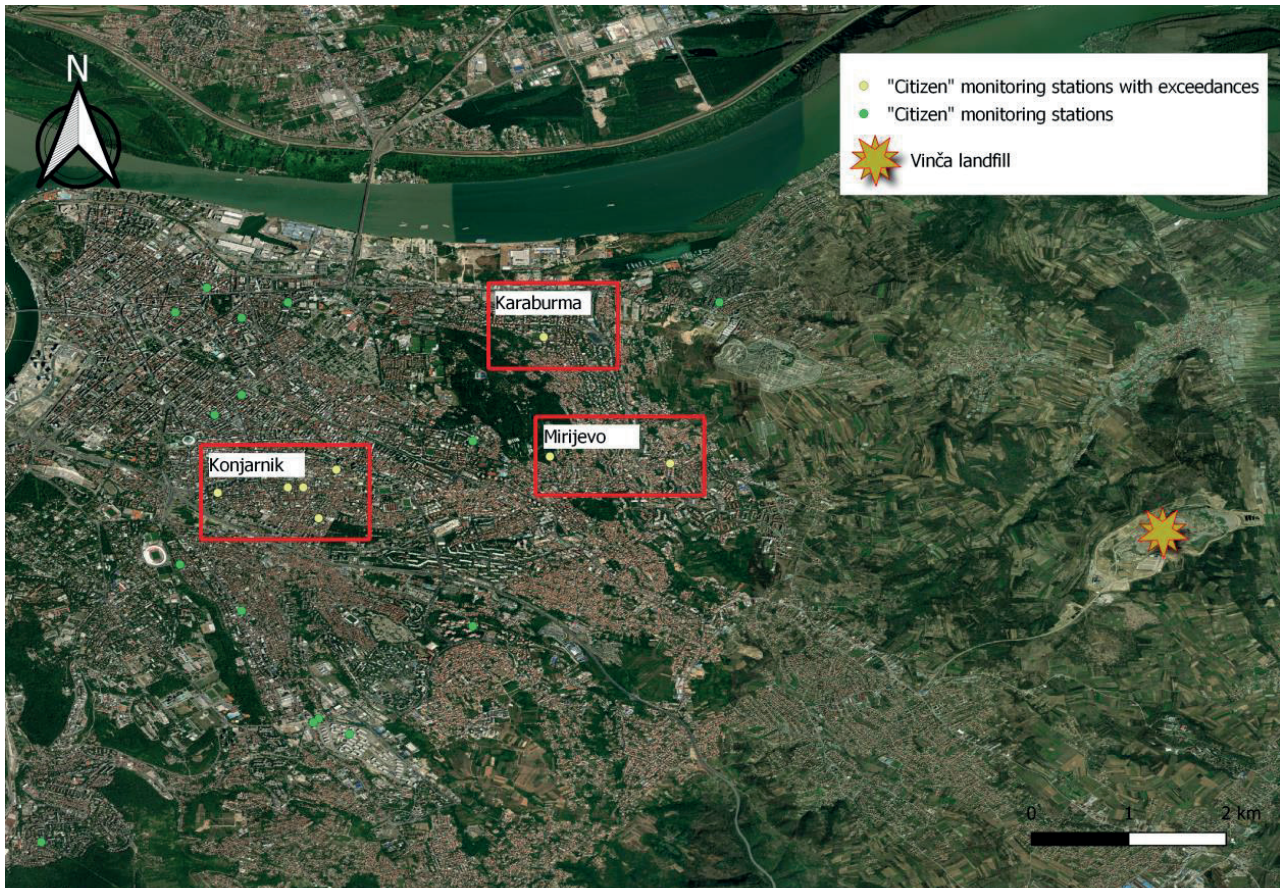 N
"Citizen" monitoring stations with exceedances
"Citizen" monitoring stations
Vinča landfill
Karaburma
Mirijevo
Konjarnik
0 1 2 km